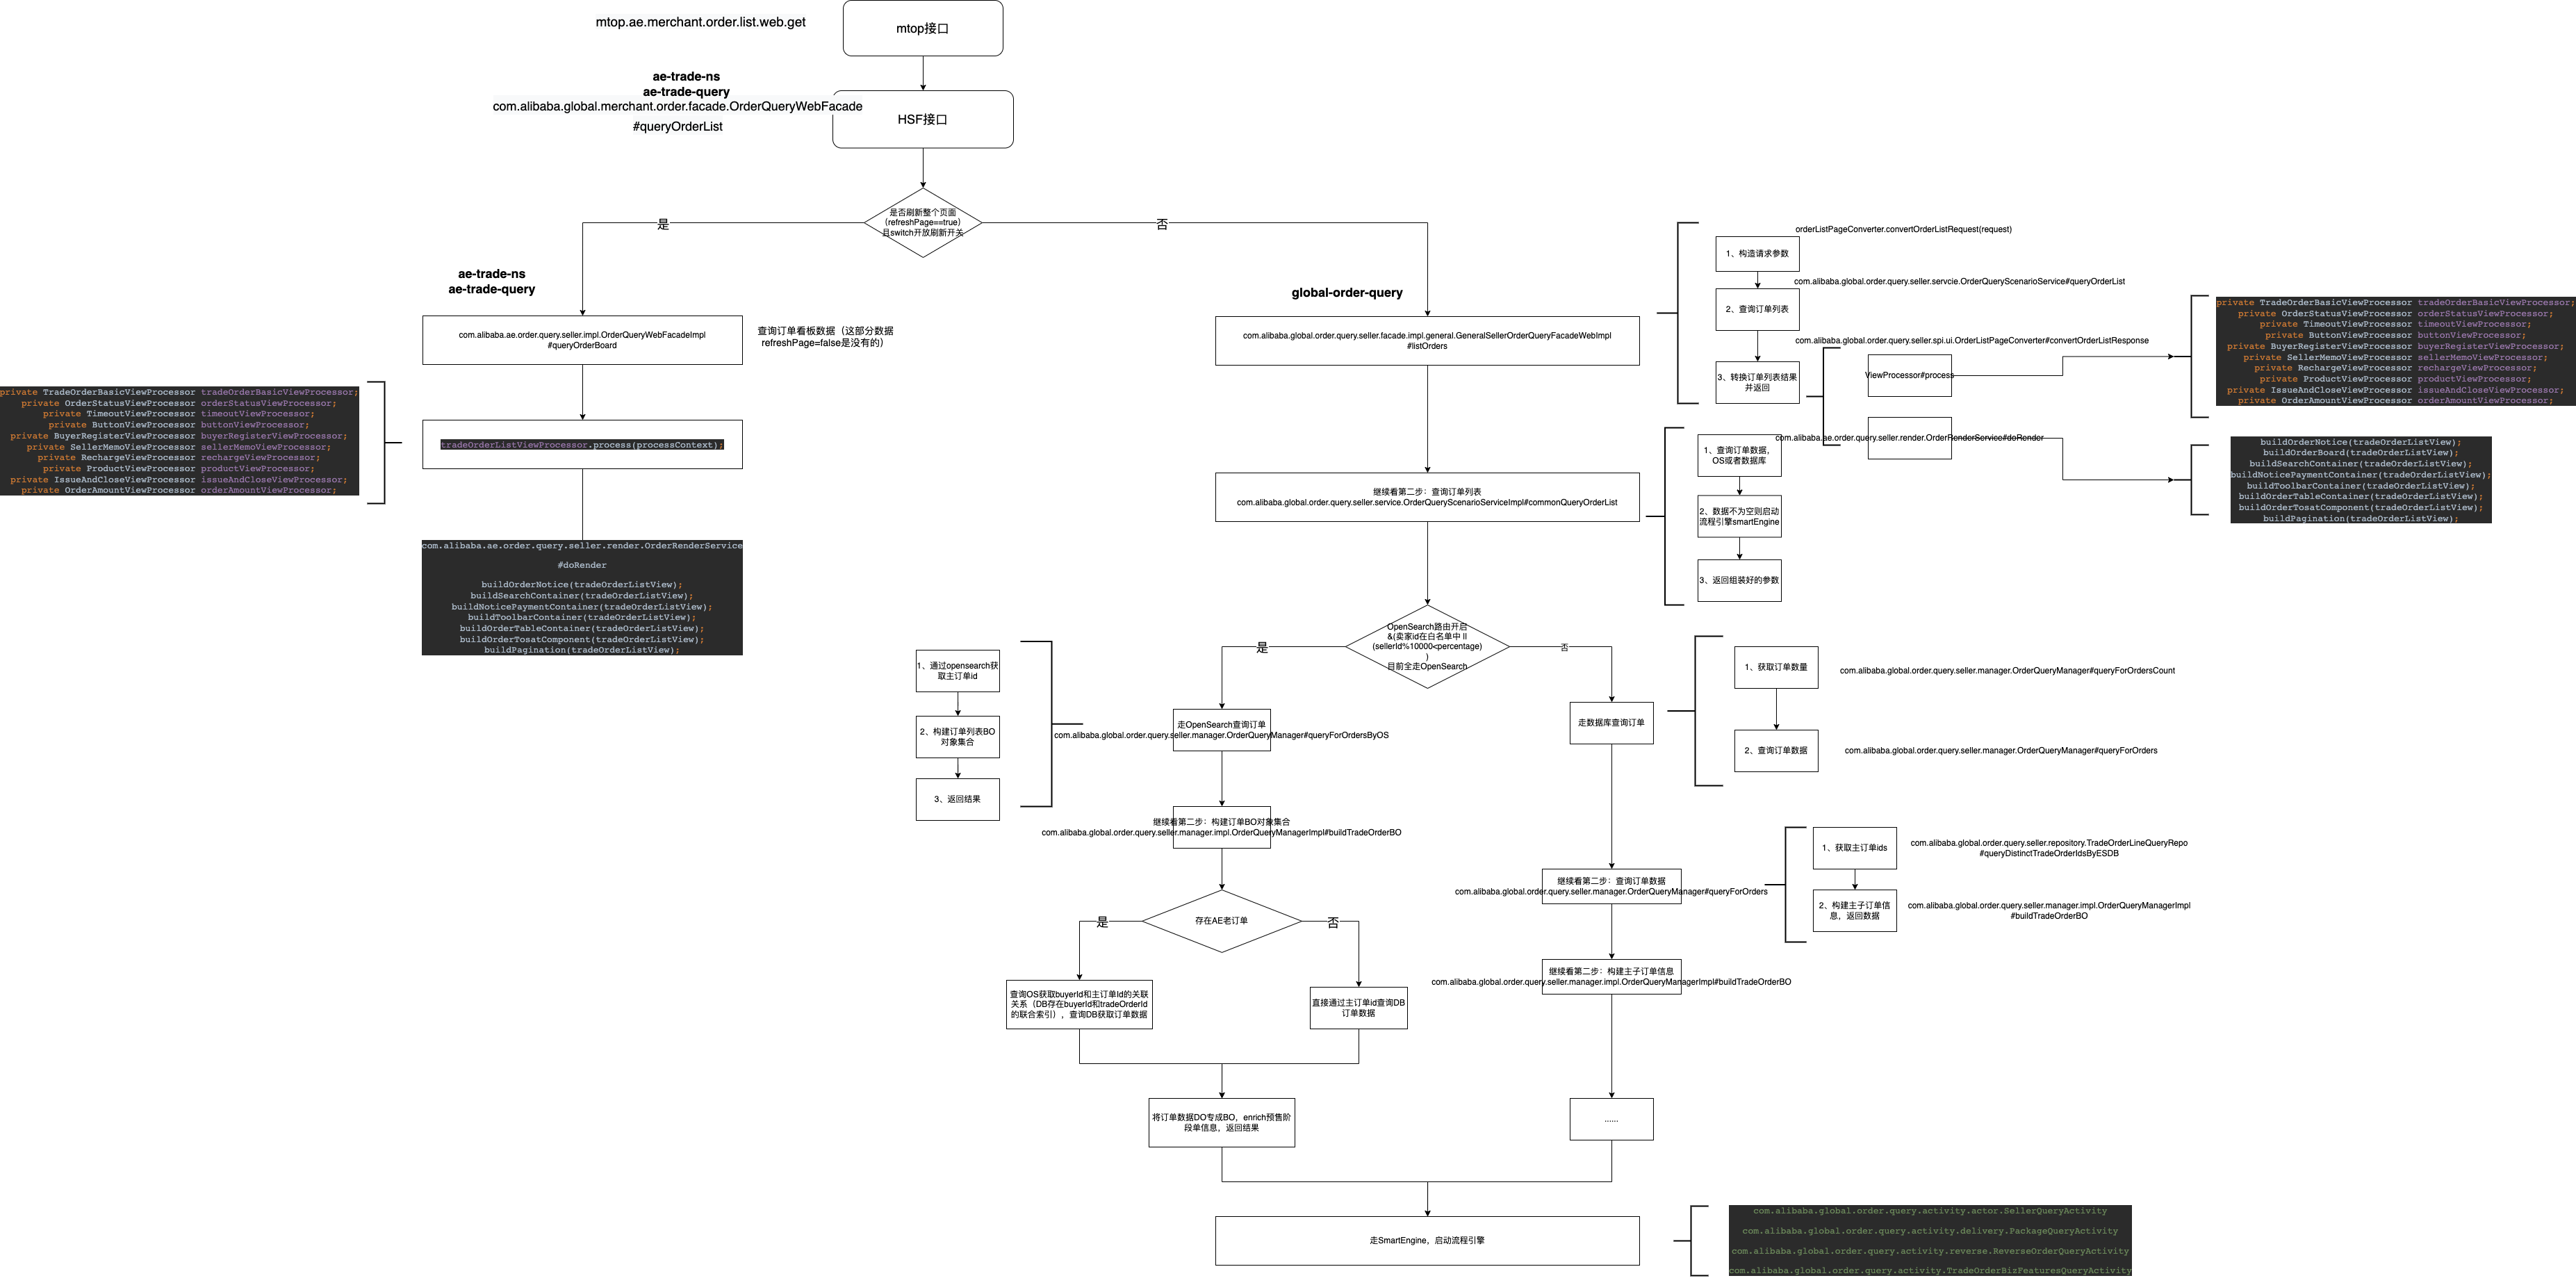 mtop.ae.merchant.order.list.web.get
mtop接口
ae-trade-ns
ae-trade-query
com.alibaba.global.merchant.order.facade.OrderQueryWebFacade
#queryOrderList
HSF接口
是否刷新整个页面
(refreshPage==true)
且switch开放刷新开关
是
否
ae-trade-ns
ae-trade-query
com.alibaba.ae.order.query.seller.impl.OrderQueryWebFacadeImpl
#queryOrderBoard
查询订单看板数据（这部分数据
refreshPage=false是没有的）
private TradeOrderBasicViewProcessor tradeOrderBasicViewProcessor;
private OrderStatusViewProcessor orderStatusViewProcessor;
private TimeoutViewProcessor timeoutViewProcessor;
private ButtonViewProcessor buttonViewProcessor;
private BuyerRegisterViewProcessor buyerRegisterViewProcessor;
private SellerMemoViewProcessor sellerMemoViewProcessor;
private RechargeViewProcessor rechargeViewProcessor;
private ProductViewProcessor productViewProcessor;
private IssueAndCloseViewProcessor issueAndCloseViewProcessor;
private OrderAmountViewProcessor orderAmountViewProcessor;
tradeOrderListViewProcessor.process(processContext);
com.alibaba.ae.order.query.seller.render.OrderRenderService
#doRender
buildOrderNotice(tradeOrderListView);
buildSearchContainer(tradeOrderListView);
buildNoticePaymentContainer(tradeOrderListView);
buildToolbarContainer(tradeOrderListView);
buildOrderTableContainer(tradeOrderListView);
buildOrderTosatComponent(tradeOrderListView);
buildPagination(tradeOrderListView);
global-order-query
com.alibaba.global.order.query.seller.facade.impl.general.GeneralSellerOrderQueryFacadeWebImpl
#listOrders
orderListPageConverter.convertOrderListRequest(request)
1、构造请求参数
com.alibaba.global.order.query.seller.servcie.OrderQueryScenarioService#queryOrderList
2、查询订单列表
com.alibaba.global.order.query.seller.spi.ui.OrderListPageConverter#convertOrderListResponse
3、转换订单列表结果
并返回
ViewProcessor#process
com.alibaba.ae.order.query.seller.render.OrderRenderService#doRender
private TradeOrderBasicViewProcessor tradeOrderBasicViewProcessor;
private OrderStatusViewProcessor orderStatusViewProcessor;
private TimeoutViewProcessor timeoutViewProcessor;
private ButtonViewProcessor buttonViewProcessor;
private BuyerRegisterViewProcessor buyerRegisterViewProcessor;
private SellerMemoViewProcessor sellerMemoViewProcessor;
private RechargeViewProcessor rechargeViewProcessor;
private ProductViewProcessor productViewProcessor;
private IssueAndCloseViewProcessor issueAndCloseViewProcessor;
private OrderAmountViewProcessor orderAmountViewProcessor;
buildOrderNotice(tradeOrderListView);
buildOrderBoard(tradeOrderListView);
buildSearchContainer(tradeOrderListView);
buildNoticePaymentContainer(tradeOrderListView);
buildToolbarContainer(tradeOrderListView);
buildOrderTableContainer(tradeOrderListView);
buildOrderTosatComponent(tradeOrderListView);
buildPagination(tradeOrderListView);
继续看第二步：查询订单列表
com.alibaba.global.order.query.seller.service.OrderQueryScenarioServiceImpl#commonQueryOrderList
1、查询订单数据，
OS或者数据库
2、数据不为空则启动
流程引擎smartEngine
3、返回组装好的参数
OpenSearch路由开启
&(卖家id在白名单中 ||
(sellerId%10000<percentage)
)
目前全走OpenSearch
是
否
1、通过opensearch获
取主订单id
2、构建订单列表BO
对象集合
3、返回结果
走OpenSearch查询订单
com.alibaba.global.order.query.seller.manager.OrderQueryManager#queryForOrdersByOS
走数据库查询订单
1、获取订单数量
com.alibaba.global.order.query.seller.manager.OrderQueryManager#queryForOrdersCount
2、查询订单数据
com.alibaba.global.order.query.seller.manager.OrderQueryManager#queryForOrders
继续看第二步：构建订单BO对象集合
com.alibaba.global.order.query.seller.manager.impl.OrderQueryManagerImpl#buildTradeOrderBO
继续看第二步：查询订单数据
com.alibaba.global.order.query.seller.manager.OrderQueryManager#queryForOrders
1、获取主订单ids
com.alibaba.global.order.query.seller.repository.TradeOrderLineQueryRepo
#queryDistinctTradeOrderIdsByESDB
2、构建主子订单信
息，返回数据
com.alibaba.global.order.query.seller.manager.impl.OrderQueryManagerImpl
#buildTradeOrderBO
存在AE老订单
是
否
查询OS获取buyerId和主订单Id的关联
关系（DB存在buyerId和tradeOrderId
的联合索引），查询DB获取订单数据
直接通过主订单id查询DB
订单数据
继续看第二步：构建主子订单信息
com.alibaba.global.order.query.seller.manager.impl.OrderQueryManagerImpl#buildTradeOrderBO
将订单数据DO专成BO，enrich预售阶
段单信息，返回结果
......
走SmartEngine，启动流程引擎
com.alibaba.global.order.query.activity.actor.SellerQueryActivity
com.alibaba.global.order.query.activity.delivery.PackageQueryActivity
com.alibaba.global.order.query.activity.reverse.ReverseOrderQueryActivity
com.alibaba.global.order.query.activity.TradeOrderBizFeaturesQueryActivity